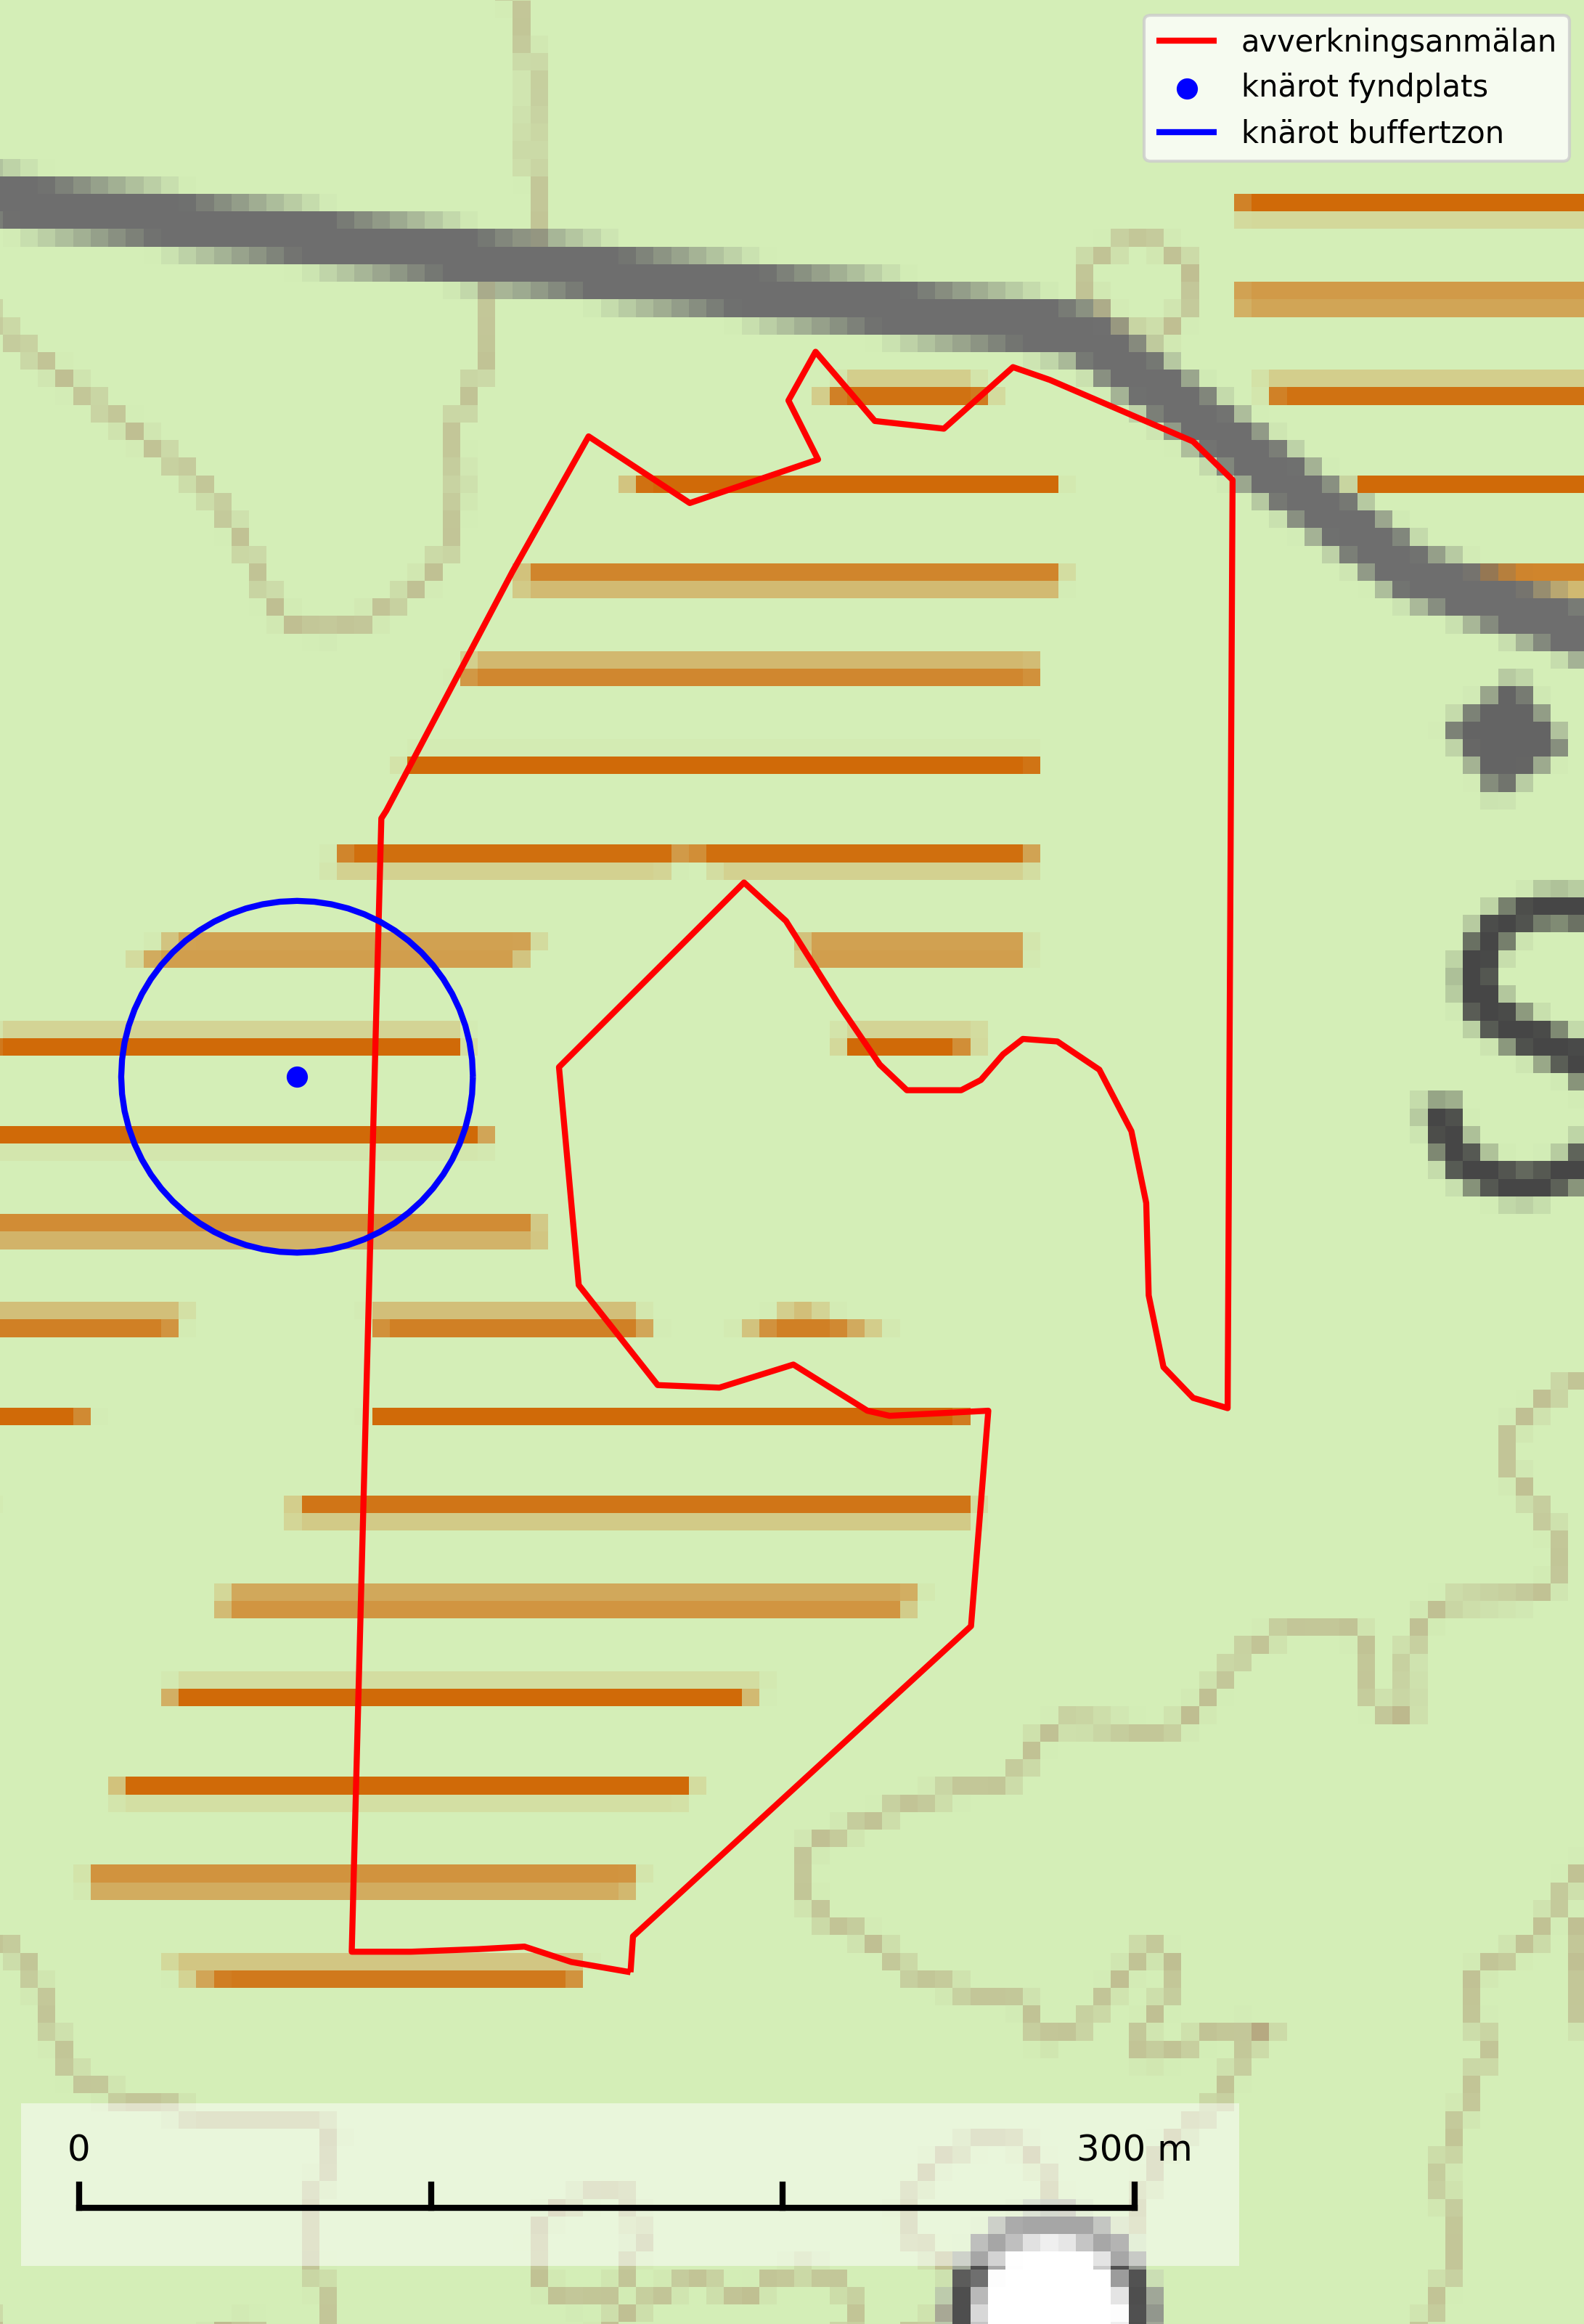 avverkningsanmälan
knärot fyndplats
knärot buffertzon
0 300 m